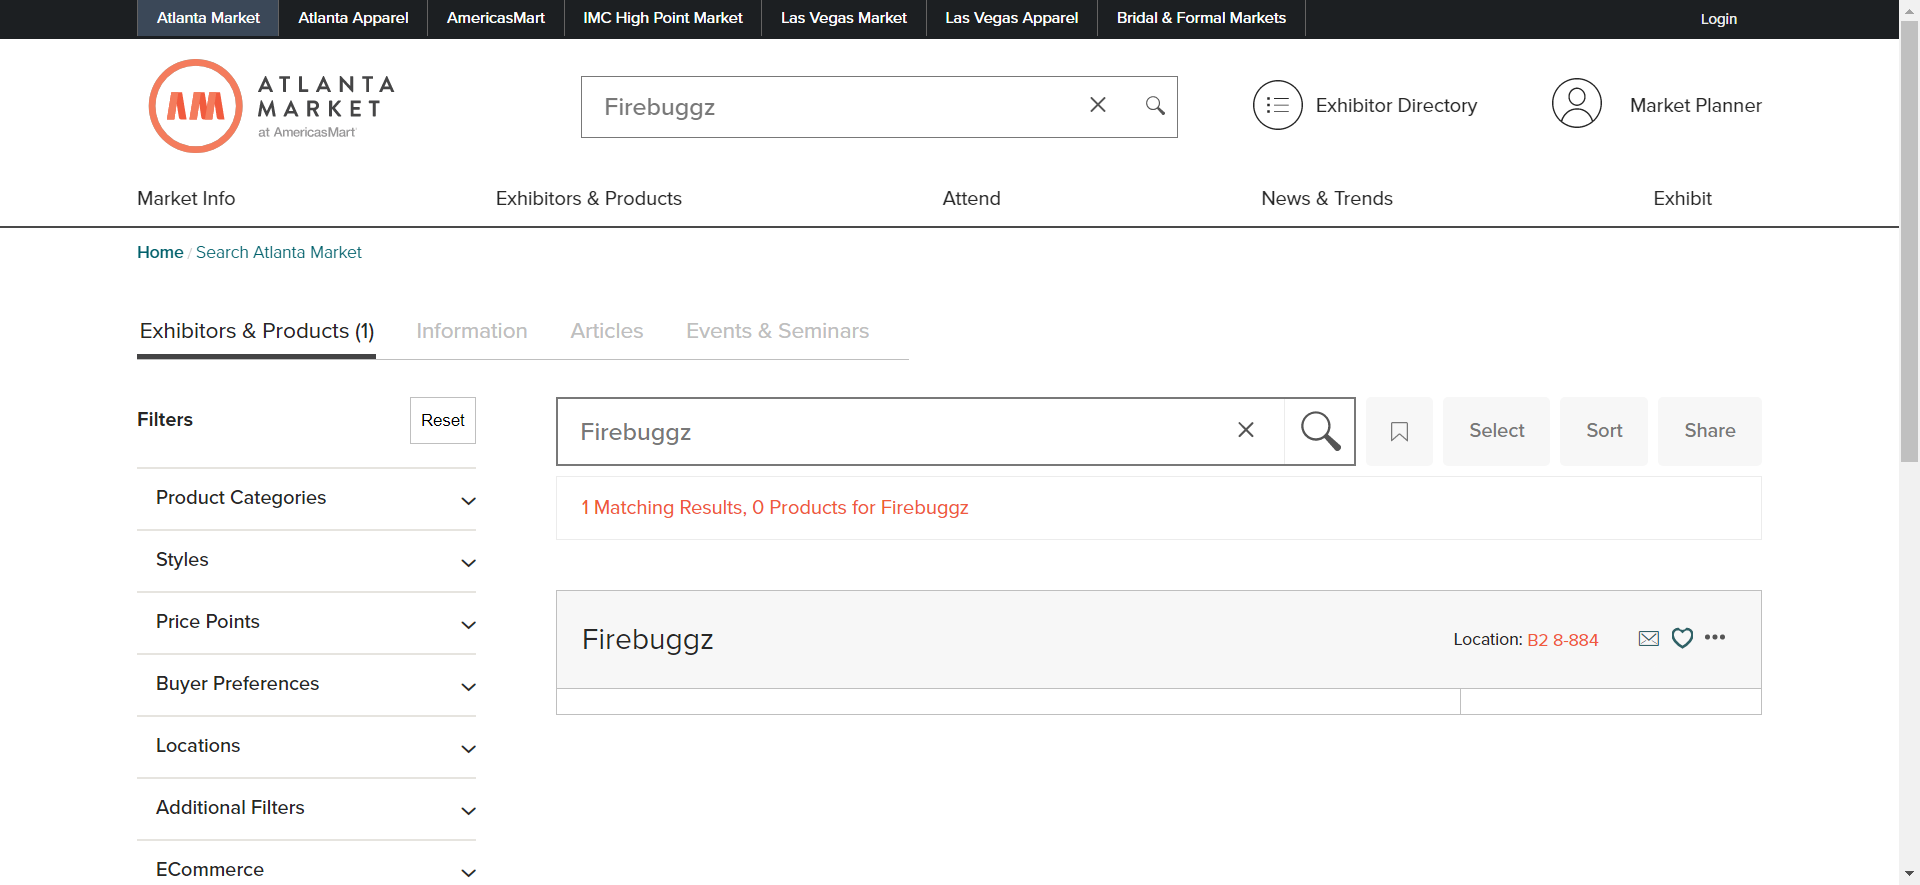 Atlanta Market
Atlanta Apparel
AmericasMart
IMC High Point Market
Las Vegas Market
Las Vegas Apparel
Bridal & Formal Markets
Login
AM
ATLANTA
MARKET
at AmericasMart
Firebuggz
Exhibitor Directory
Market Planner
Market Info
Exhibitors & Products
Attend
News & Trends
Exhibit
Home / Search Atlanta Market
Exhibitors & Products (1)
Information
Articles
Events & Seminars
Filters
Reset
Firebuggz
Select
Sort
Share
1 Matching Results, 0 Products for Firebuggz
Product Categories
Styles
Price Points
Buyer Preferences
Locations
Additional Filters
ECommerce
Firebuggz
Location: B2 8-884